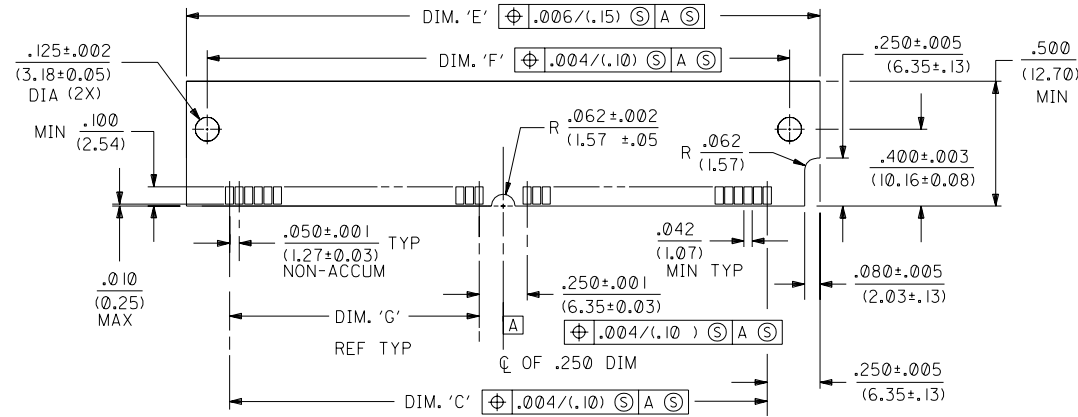 DIM. 'E' ⌖ .006/(.15) Ⓢ A Ⓢ
.125±.002
(3.18±0.05)
DIA (2X)
DIM. 'F' ⌖ .004/(.10) Ⓢ A Ⓢ
.250±.005
(6.35±.13)
.500
(12.70)
MIN
MIN .100
(2.54)
R .062±.002
(1.57 ±.05
R .062
(1.57)
.400±.003
(10.16±0.08)
.050±.001 TYP
(1.27±0.03)
NON-ACCUM
.042
(1.07)
MIN TYP
.010
(0.25)
MAX
.250±.001
(6.35±0.03)
.080±.005
(2.03±.13)
DIM. 'G'
REF TYP
A
⌖ .004/(.10 ) Ⓢ A Ⓢ
℄ OF .250 DIM
.250±.005
(6.35±.13)
DIM. 'C' ⌖ .004/(.10) Ⓢ A Ⓢ